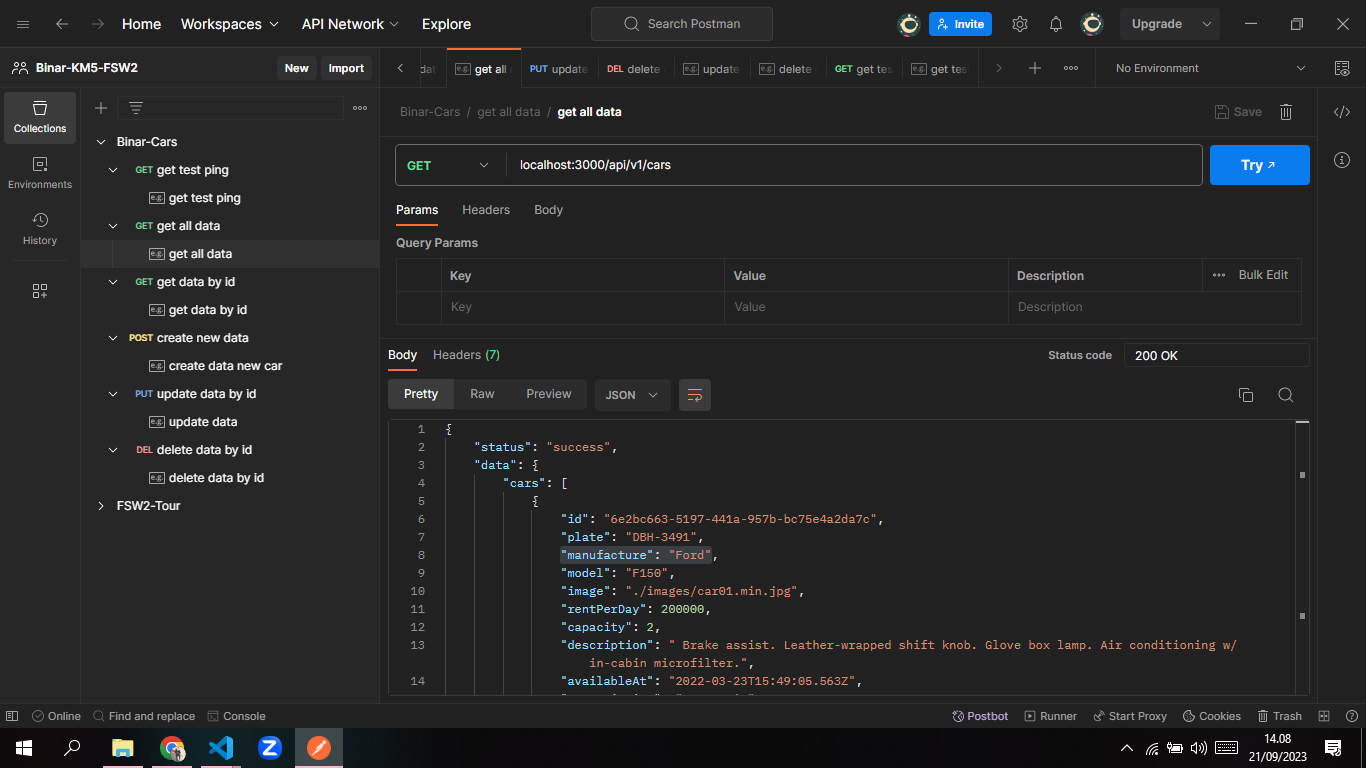 Home Workspaces API Network Explore Search Postman Invite Upgrade
Binar-KM5-FSW2 New Import
get all PUT update DEL delete e.g. update e.g. delete GET tes e.g. get tes No Environment
Collections
Environments
History
Binar-Cars
GET get test ping
e.g. get test ping
GET get all data
e.g. get all data
GET get data by id
e.g. get data by id
POST create new data
e.g. create data new car
PUT update data by id
e.g. update data
DEL delete data by id
e.g. delete data by id
FSW2-Tour
Binar-Cars / get all data / get all data Save
GET localhost:3000/api/v1/cars Try
Params Headers Body
Query Params
Key Value Description Bulk Edit
Key Value Description
Body Headers (7) Status code 200 OK
Pretty Raw Preview JSON
1 {
2 "status": "success",
3 "data": {
4 "cars": [
5 {
6 "id": "6e2bc663-5197-441a-957b-bc75e4a2da7c",
7 "plate": "DBH-3491",
8 "manufacture": "Ford",
9 "model": "F150",
10 "image": "./images/car01.min.jpg",
11 "rentPerDay": 200000,
12 "capacity": 2,
13 "description": " Brake assist. Leather-wrapped shift knob. Glove box lamp. Air conditioning w/
in-cabin microfilter.",
14 "availableAt": "2022-03-23T15:49:05.563Z",
Online Find and replace Console Postbot Runner Start Proxy Cookies Trash
14.08
21/09/2023